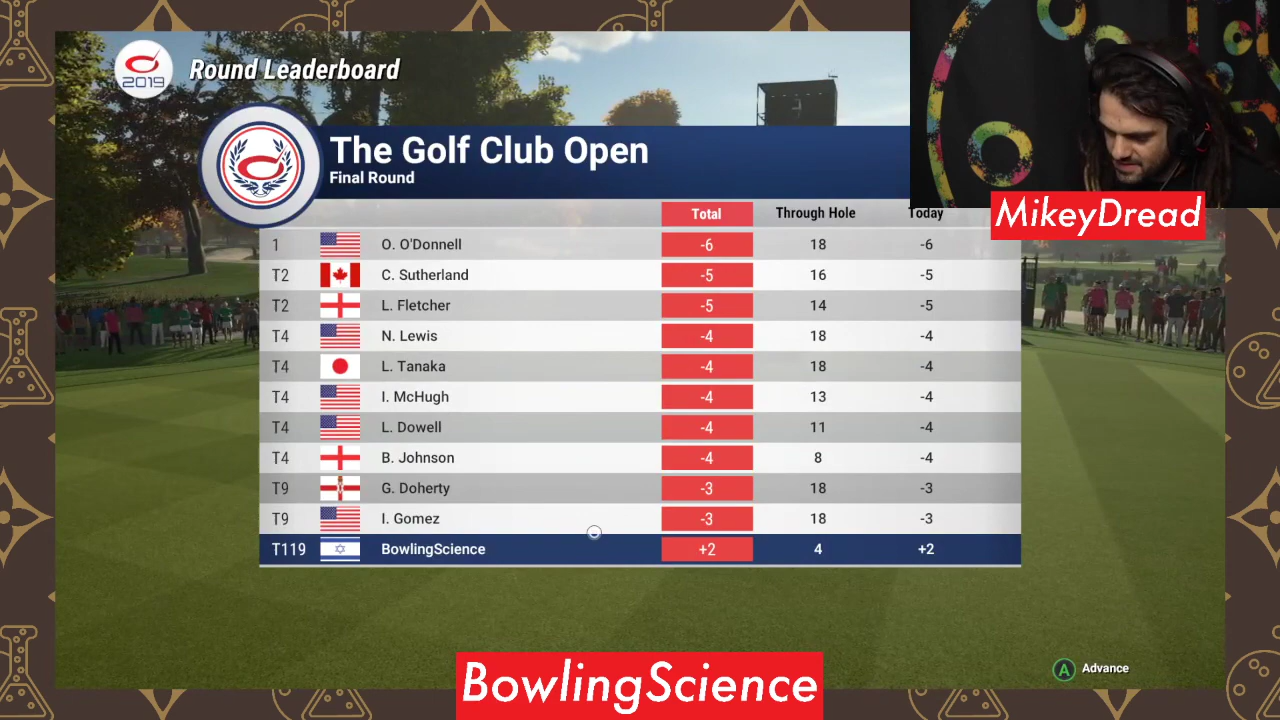 2019 Round Leaderboard
The Golf Club Open
Final Round
MikeyDread
Total Through Hole Today
1 O. O'Donnell -6 18 -6
T2 C. Sutherland -5 16 -5
T2 L. Fletcher -5 14 -5
T4 N. Lewis -4 18 -4
T4 L. Tanaka -4 18 -4
T4 I. McHugh -4 13 -4
T4 L. Dowell -4 11 -4
T4 B. Johnson -4 8 -4
T9 G. Doherty -3 18 -3
T9 I. Gomez -3 18 -3
T119 BowlingScience +2 4 +2
A Advance
BowlingScience